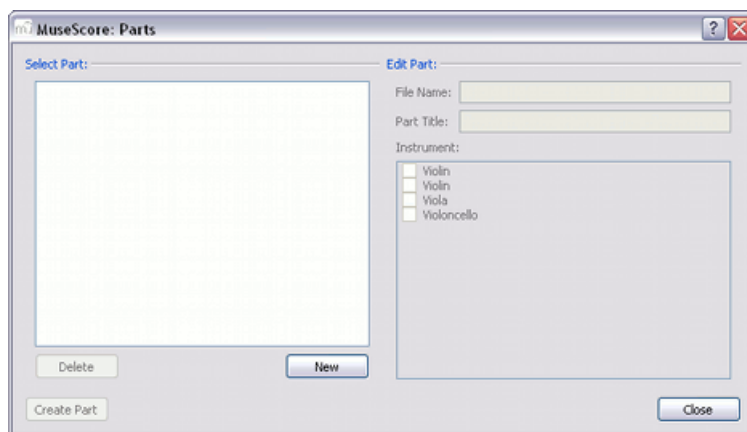 MuseScore: Parts
Select Part:
Delete
New
Create Part
Edit Part:
File Name:
Part Title:
Instrument:
Violin
Violin
Viola
Violoncello
Close